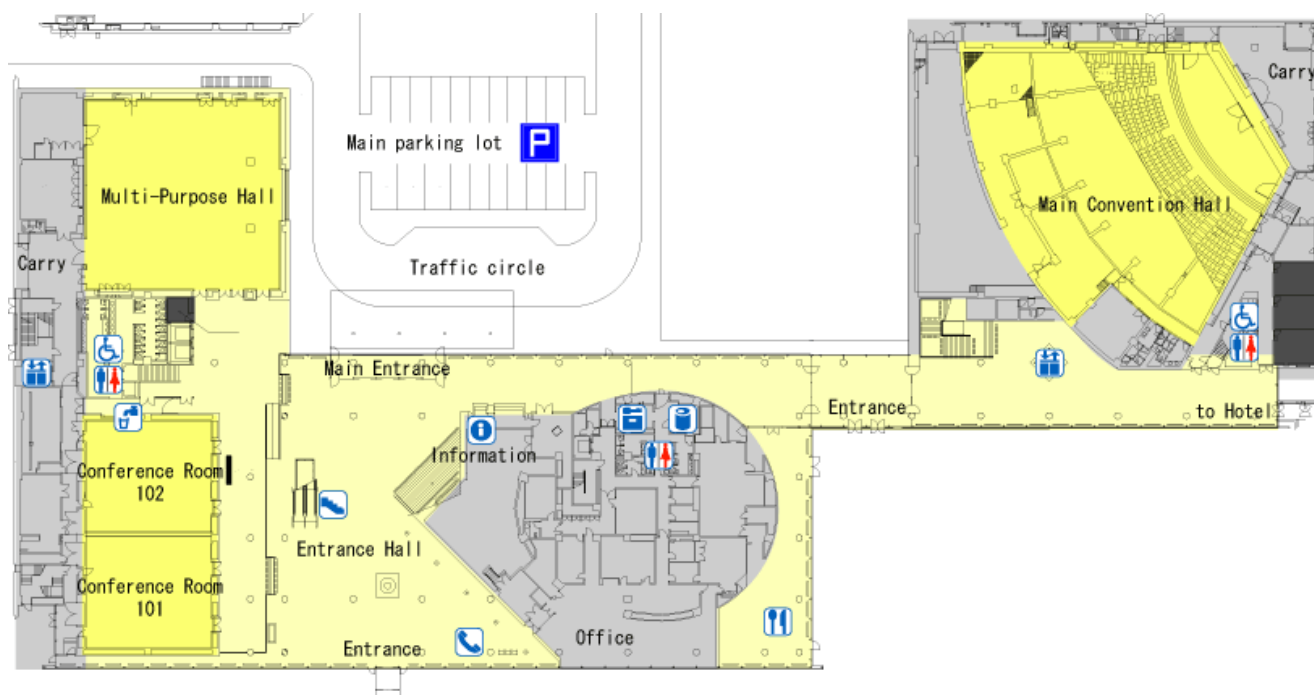 Carry
Main parking lot
P
Multi-Purpose Hall
Main Convention Hall
Carry
Traffic circle
Main Entrance
Entrance
to Hotel
Information
Conference Room
102
Entrance Hall
Conference Room
101
Office
Entrance